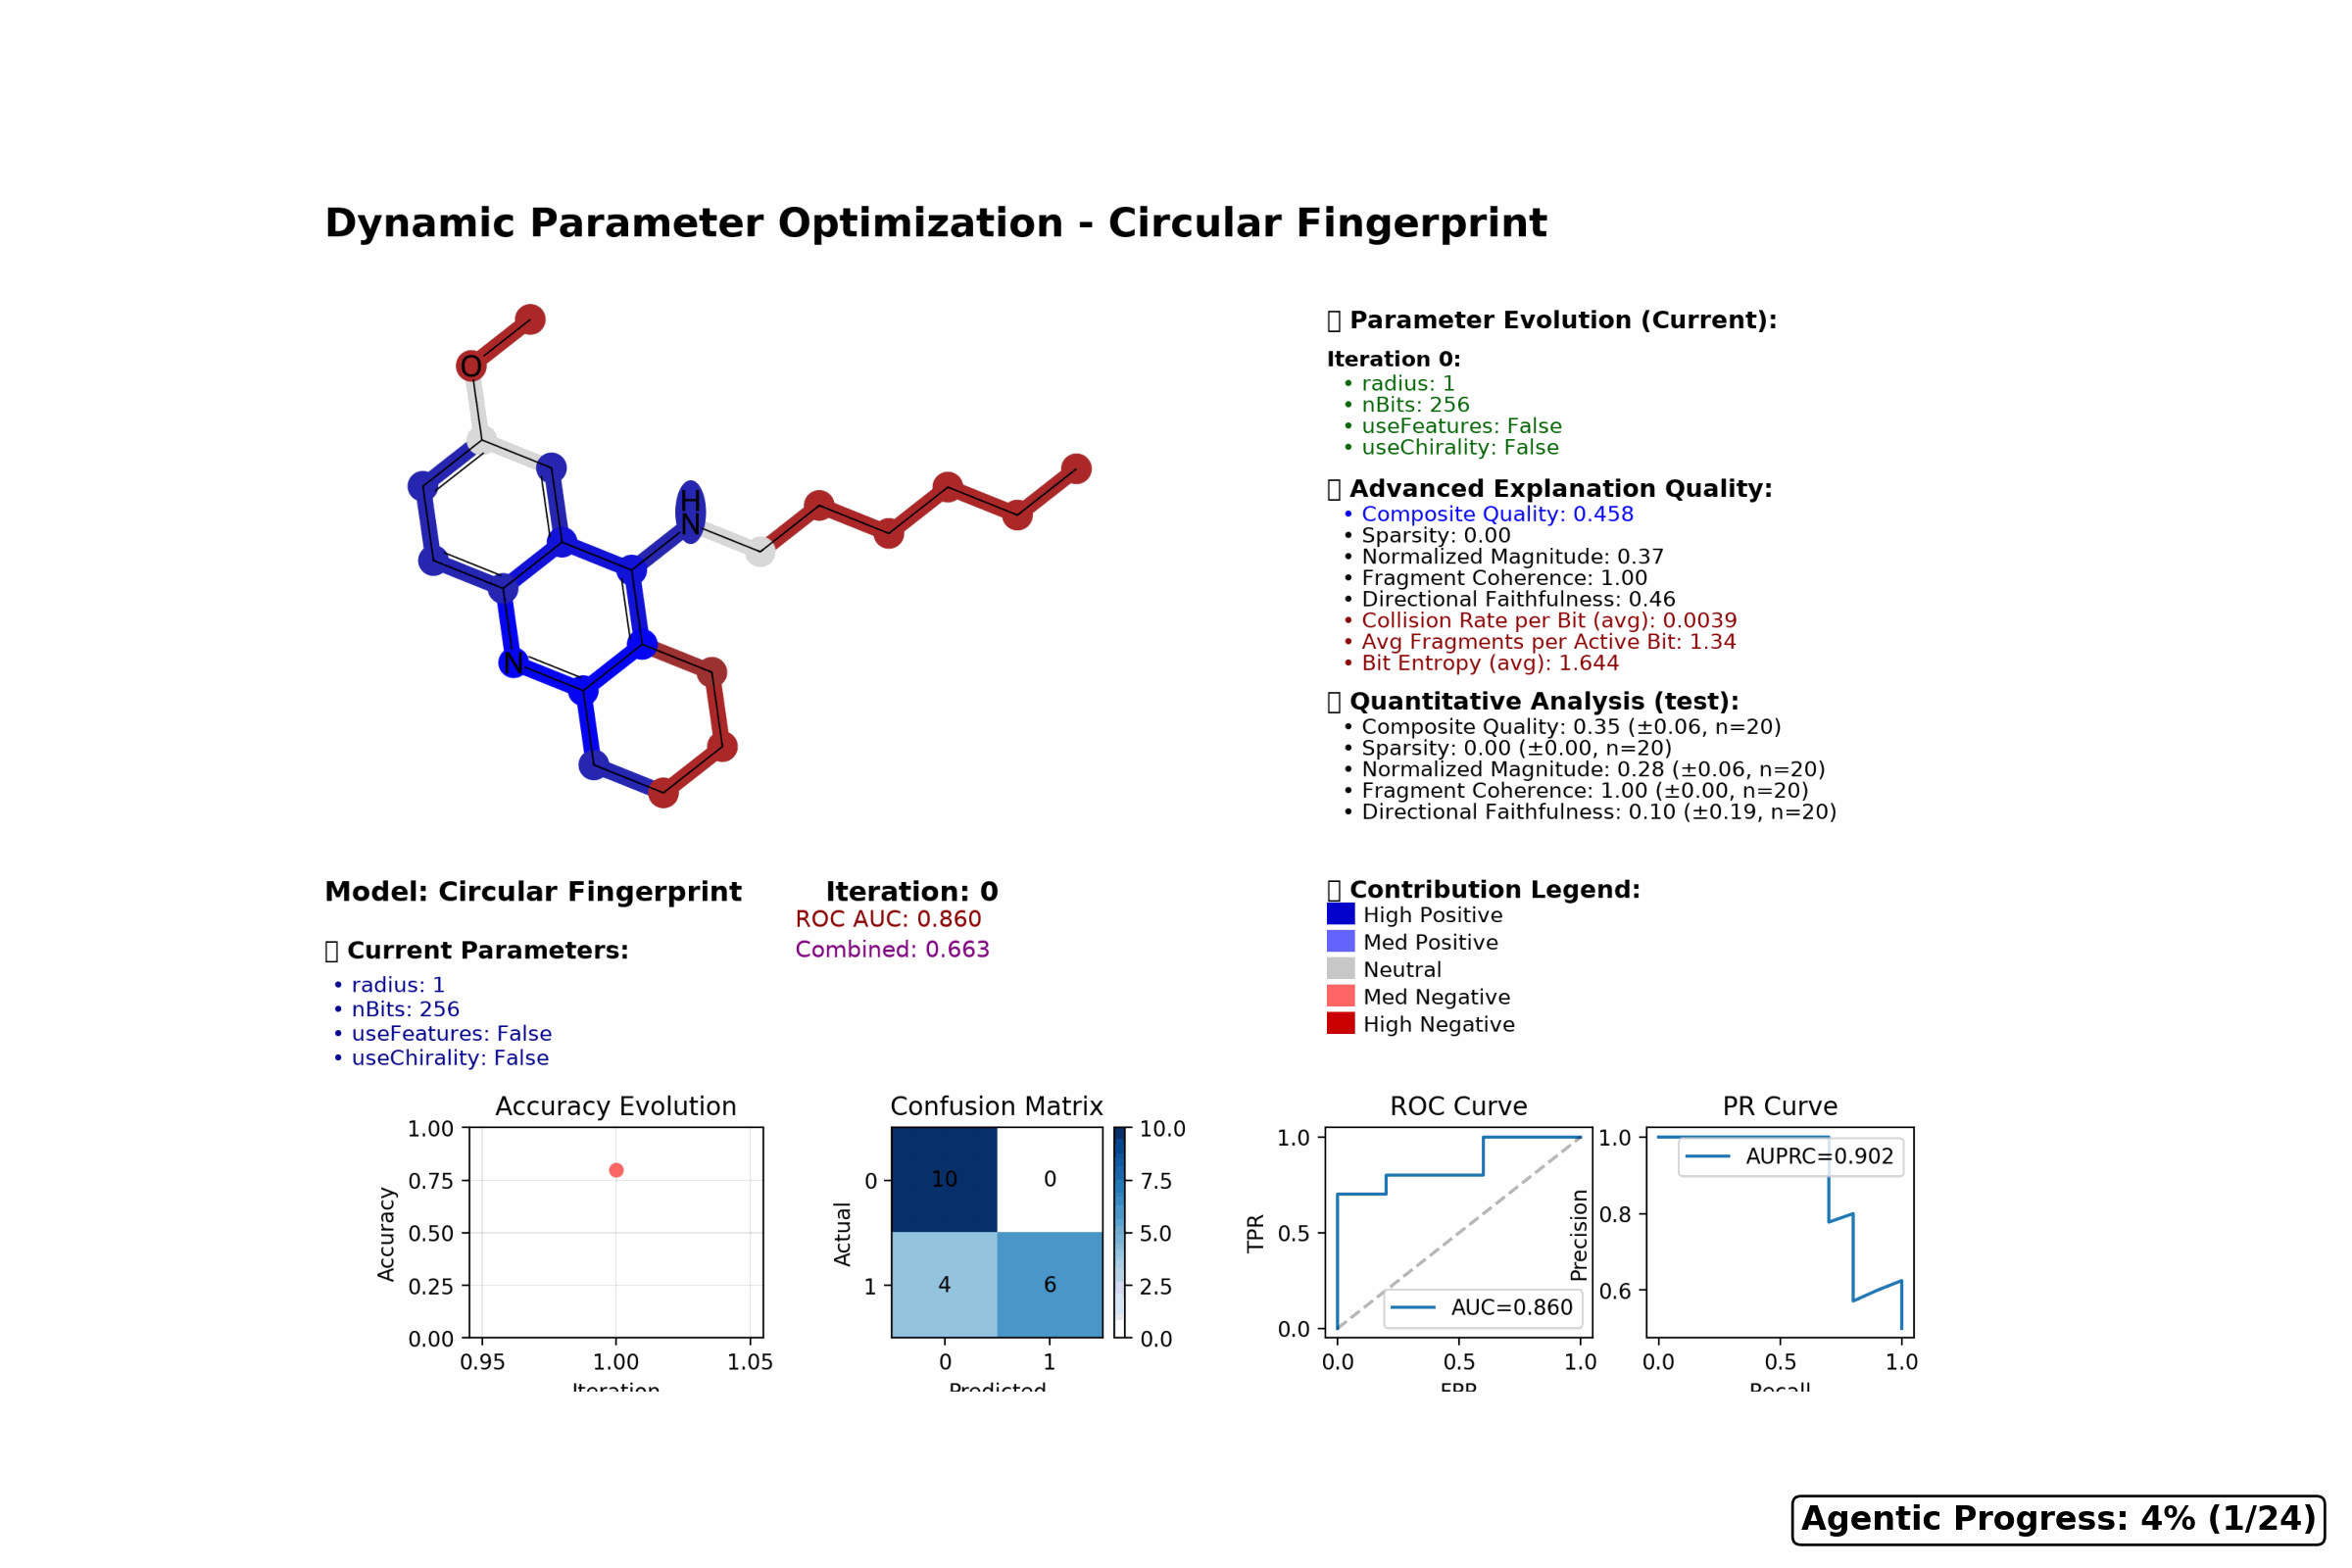 Dynamic Parameter Optimization - Circular Fingerprint
O
H
N
N
Parameter Evolution (Current):
Iteration 0:
• radius: 1
• nBits: 256
• useFeatures: False
• useChirality: False
Advanced Explanation Quality:
• Composite Quality: 0.458
• Sparsity: 0.00
• Normalized Magnitude: 0.37
• Fragment Coherence: 1.00
• Directional Faithfulness: 0.46
• Collision Rate per Bit (avg): 0.0039
• Avg Fragments per Active Bit: 1.34
• Bit Entropy (avg): 1.644
Quantitative Analysis (test):
• Composite Quality: 0.35 (±0.06, n=20)
• Sparsity: 0.00 (±0.00, n=20)
• Normalized Magnitude: 0.28 (±0.06, n=20)
• Fragment Coherence: 1.00 (±0.00, n=20)
• Directional Faithfulness: 0.10 (±0.19, n=20)
Model: Circular Fingerprint
Iteration: 0
ROC AUC: 0.860
Combined: 0.663
Current Parameters:
• radius: 1
• nBits: 256
• useFeatures: False
• useChirality: False
Contribution Legend:
High Positive
Med Positive
Neutral
Med Negative
High Negative
Accuracy Evolution
Accuracy
1.00
0.75
0.50
0.25
0.00
0.95 1.00 1.05
Iteration
Confusion Matrix
Actual
0
1
10 0
4 6
0 1
Predicted
10.0
7.5
5.0
2.5
0.0
ROC Curve
TPR
1.0
0.5
0.0
AUC=0.860
0.0 0.5 1.0
FPR
PR Curve
Precision
1.0
0.8
0.6
AUPRC=0.902
0.0 0.5 1.0
Recall
Agentic Progress: 4% (1/24)